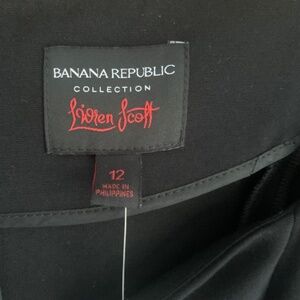 BANANA REPUBLIC
COLLECTION
L'Wren Scott
12
MADE IN
PHILIPPINES